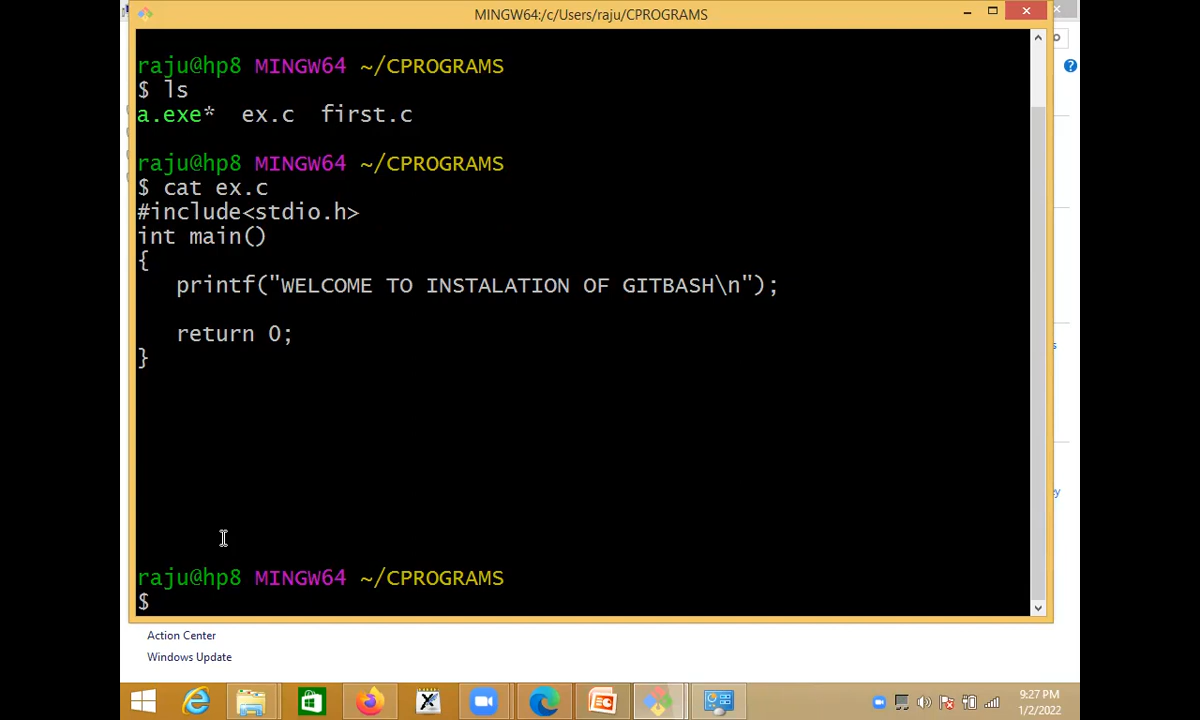 MINGW64:/c/Users/raju/CPROGRAMS
raju@hp8 MINGW64 ~/CPROGRAMS
$ ls
a.exe* ex.c first.c
raju@hp8 MINGW64 ~/CPROGRAMS
$ cat ex.c
#include<stdio.h>
int main()
{
printf("WELCOME TO INSTALATION OF GITBASH\n");
return 0;
}
raju@hp8 MINGW64 ~/CPROGRAMS
$
Action Center
Windows Update
9:27 PM
1/2/2022